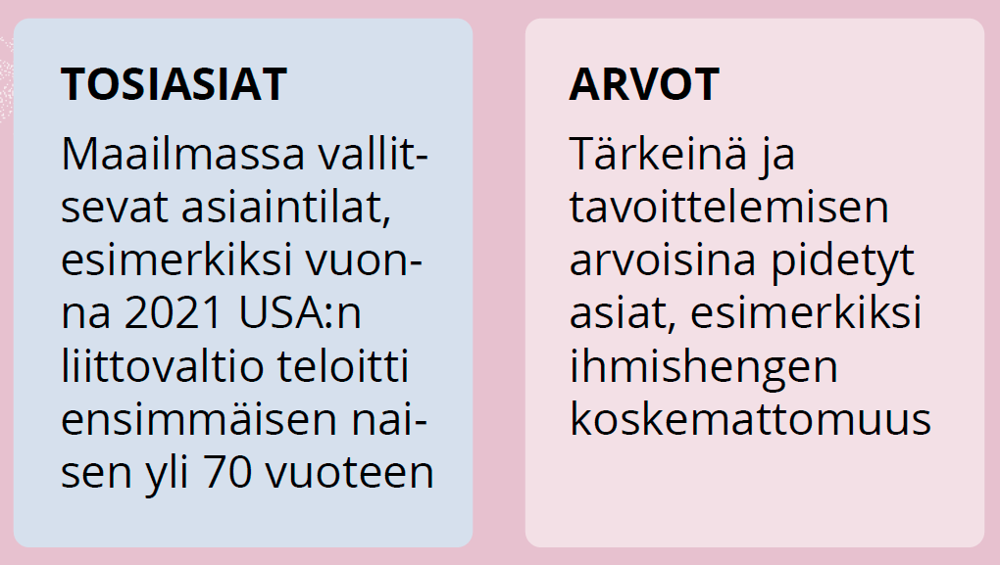 TOSIASIAT
Maailmassa vallit-
sevat asiaintilat,
esimerkiksi vuon-
na 2021 USA:n
liittovaltio teloitti
ensimmäisen nai-
sen yli 70 vuoteen
ARVOT
Tärkeinä ja
tavoittelemisen
arvoisina pidetyt
asiat, esimerkiksi
ihmishengen
koskemattomuus